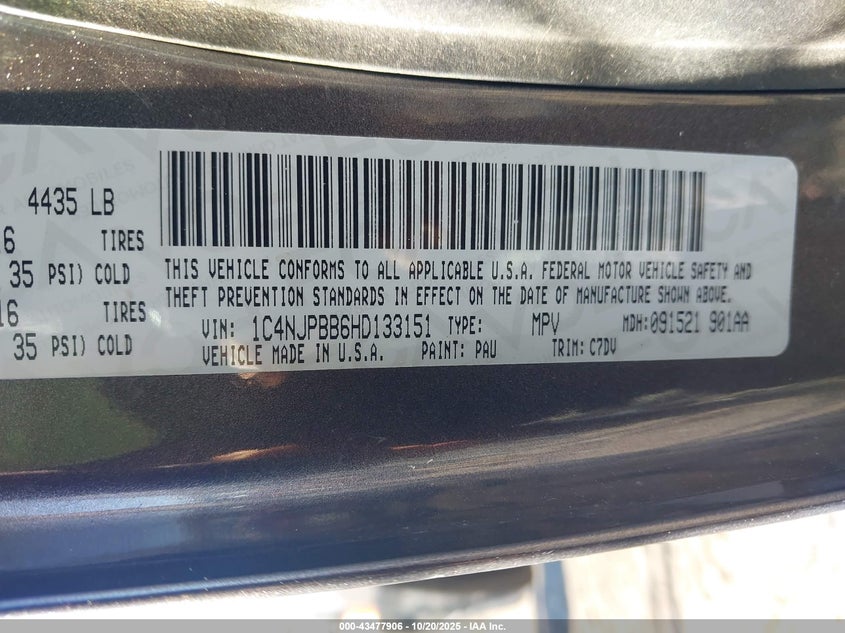 4435 LB
6 TIRES
35 PSI) COLD
16 TIRES
35 PSI) COLD
THIS VEHICLE CONFORMS TO ALL APPLICABLE U.S.A. FEDERAL MOTOR VEHICLE SAFETY AND
THEFT PREVENTION STANDARDS IN EFFECT ON THE DATE OF MANUFACTURE SHOWN ABOVE.
VIN: 1C4NJPBB6HD133151 TYPE: MPV MDH:091521 901AA
VEHICLE MADE IN U.S.A. PAINT: PAU TRIM: C7DV
000-43477906 | 10/20/2025 - IAA Inc.